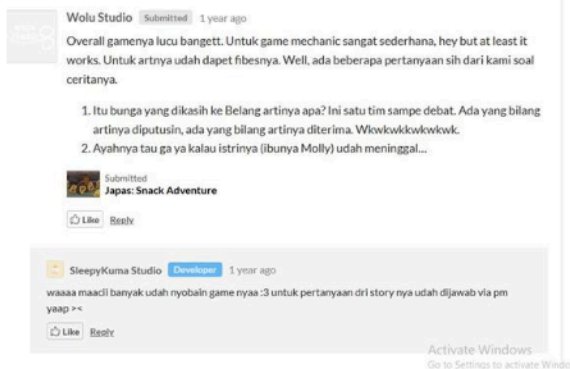 Wolu Studio Submitted 1 year ago
Overall gamenya lucu bangett. Untuk game mechanic sangat sederhana, hey but at least it
works. Untuk artnya udah dapet fibesnya. Well, ada beberapa pertanyaan sih dari kami soal
ceritanya.
1. Itu bunga yang dikasih ke Belang artinya apa? Ini satu tim sampe debat. Ada yang bilang
artinya diputusin, ada yang bilang artinya diterima. Wkwkwkkwkwkwk.
2. Ayahnya tau ga ya kalau istrinya (ibunya Molly) udah meninggal...
Submitted
Japas: Snack Adventure
Like Reply
SleepyKuma Studio Developer 1 year ago
waaaa maacii banyak udah nyobain game nyaa :3 untuk pertanyaan dri story nya udah dijawab via pm
yaap ><
Like Reply
Activate Windows
Go to Settings to activate Windo